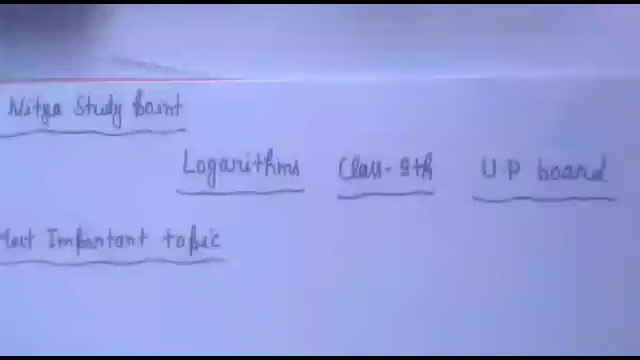 Nitya Study Point
Logarithms Class-9th U.P board
Most Important topic